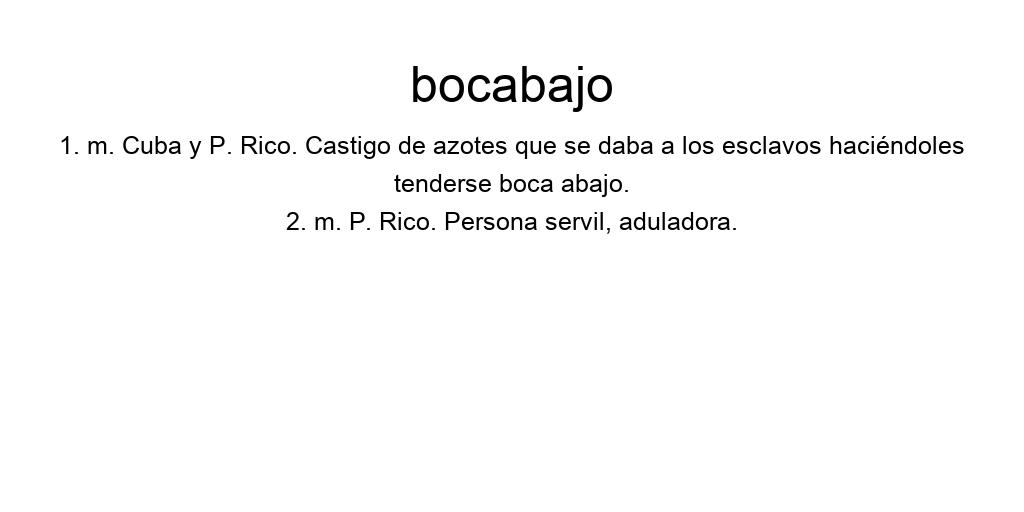 bocabajo
1. m. Cuba y P. Rico. Castigo de azotes que se daba a los esclavos haciéndoles
tenderse boca abajo.
2. m. P. Rico. Persona servil, aduladora.